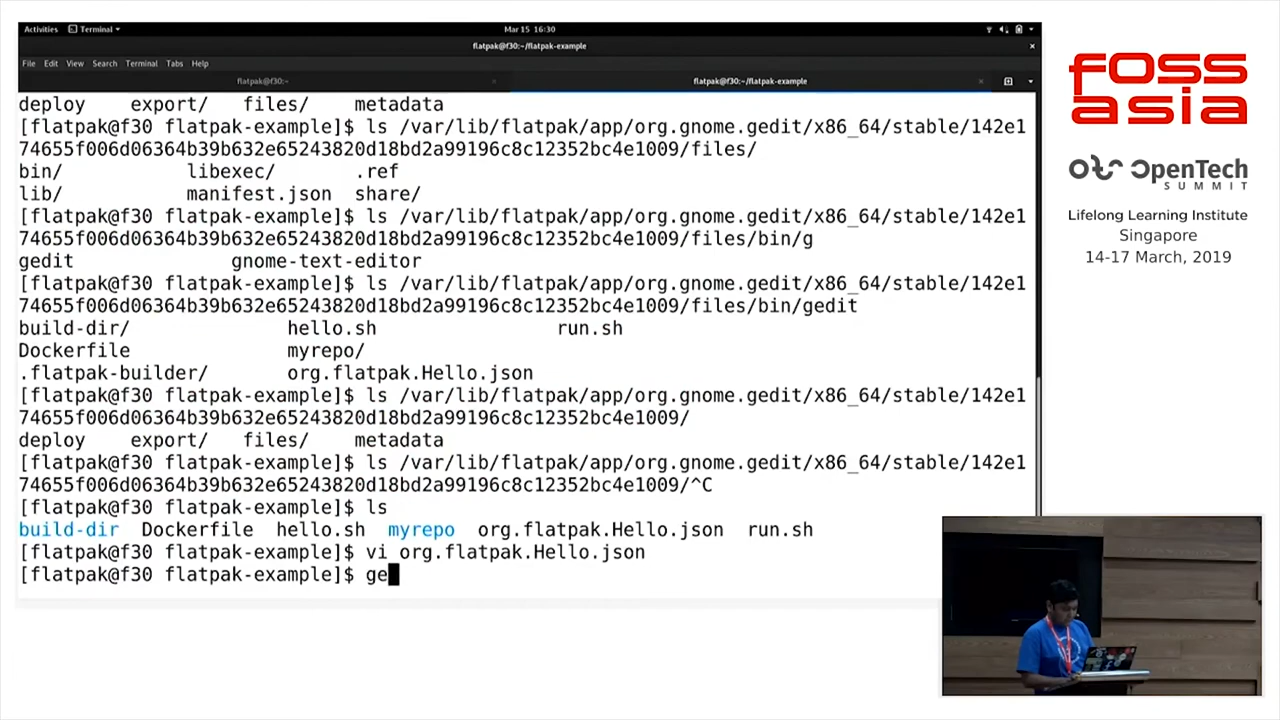 Activities Terminal Mar 15 16:30
flatpak@f30:~/flatpak-example
File Edit View Search Terminal Tabs Help
flatpak@f30:~ flatpak@f30:~/flatpak-example
deploy export/ files/ metadata
[flatpak@f30 flatpak-example]$ ls /var/lib/flatpak/app/org.gnome.gedit/x86_64/stable/142e1
74655f006d06364b39b632e65243820d18bd2a99196c8c12352bc4e1009/files/
bin/ libexec/ .ref
lib/ manifest.json share/
[flatpak@f30 flatpak-example]$ ls /var/lib/flatpak/app/org.gnome.gedit/x86_64/stable/142e1
74655f006d06364b39b632e65243820d18bd2a99196c8c12352bc4e1009/files/bin/g
gedit gnome-text-editor
[flatpak@f30 flatpak-example]$ ls /var/lib/flatpak/app/org.gnome.gedit/x86_64/stable/142e1
74655f006d06364b39b632e65243820d18bd2a99196c8c12352bc4e1009/files/bin/gedit
build-dir/ hello.sh run.sh
Dockerfile myrepo/
.flatpak-builder/ org.flatpak.Hello.json
[flatpak@f30 flatpak-example]$ ls /var/lib/flatpak/app/org.gnome.gedit/x86_64/stable/142e1
74655f006d06364b39b632e65243820d18bd2a99196c8c12352bc4e1009/
deploy export/ files/ metadata
[flatpak@f30 flatpak-example]$ ls /var/lib/flatpak/app/org.gnome.gedit/x86_64/stable/142e1
74655f006d06364b39b632e65243820d18bd2a99196c8c12352bc4e1009/^C
[flatpak@f30 flatpak-example]$ ls
build-dir Dockerfile hello.sh myrepo org.flatpak.Hello.json run.sh
[flatpak@f30 flatpak-example]$ vi org.flatpak.Hello.json
[flatpak@f30 flatpak-example]$ ge
FOSS
asia
OpenTech
SUMMIT
Lifelong Learning Institute
Singapore
14-17 March, 2019